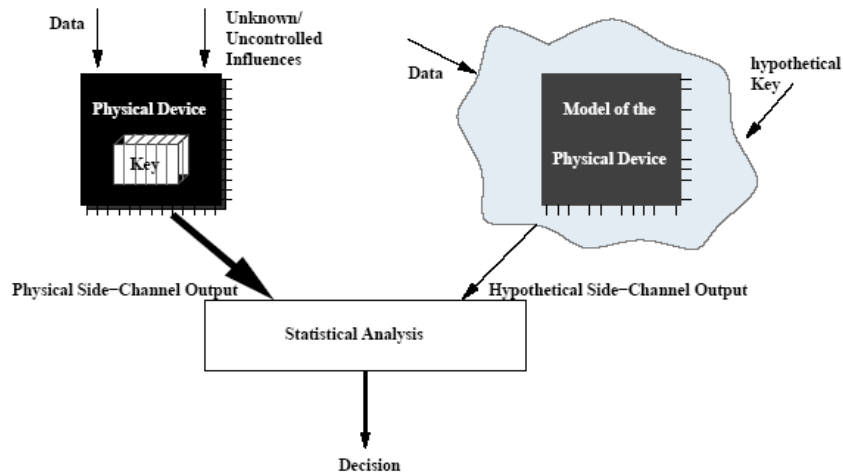 Data
Unknown/
Uncontrolled
Influences
Physical Device
Key
Data
hypothetical
Key
Model of the
Physical Device
Physical Side-Channel Output
Hypothetical Side-Channel Output
Statistical Analysis
Decision